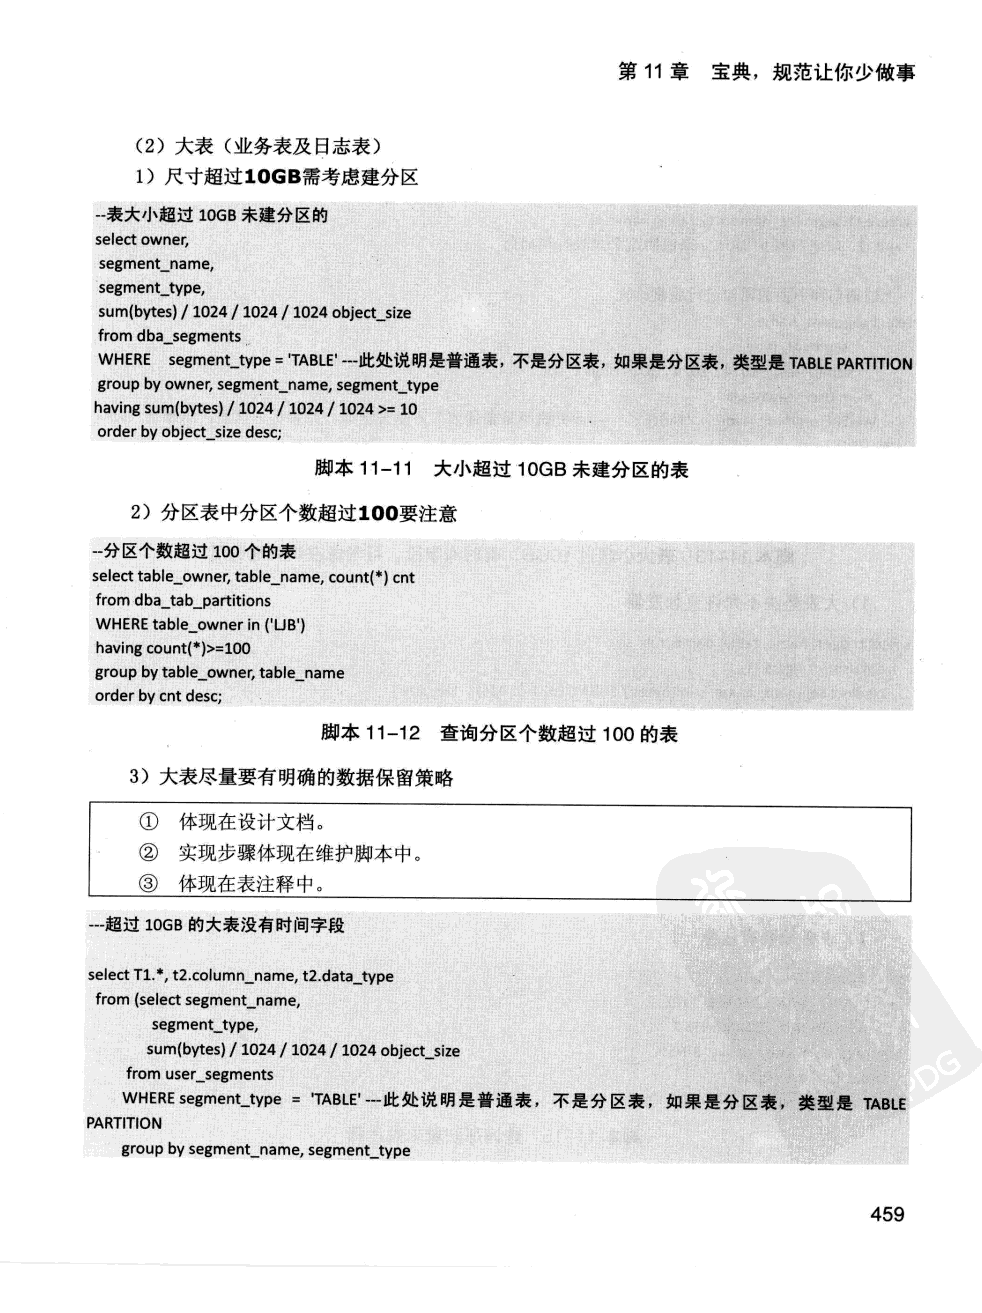 第 11 章 宝典，规范让你少做事
（2）大表（业务表及日志表）
1）尺寸超过10GB需考虑建分区
--表大小超过 10GB 未建分区的
select owner,
segment_name,
segment_type,
sum(bytes) / 1024 / 1024 / 1024 object_size
from dba_segments
WHERE segment_type = 'TABLE' ---此处说明是普通表，不是分区表，如果是分区表，类型是 TABLE PARTITION
group by owner, segment_name, segment_type
having sum(bytes) / 1024 / 1024 / 1024 >= 10
order by object_size desc;
脚本 11-11 大小超过 10GB 未建分区的表
2）分区表中分区个数超过100要注意
--分区个数超过 100 个的表
select table_owner, table_name, count(*) cnt
from dba_tab_partitions
WHERE table_owner in ('LJB')
having count(*)>=100
group by table_owner, table_name
order by cnt desc;
脚本 11-12 查询分区个数超过 100 的表
3）大表尽量要有明确的数据保留策略
① 体现在设计文档。
② 实现步骤体现在维护脚本中。
③ 体现在表注释中。
---超过 10GB 的大表没有时间字段
select T1.*, t2.column_name, t2.data_type
from (select segment_name,
segment_type,
sum(bytes) / 1024 / 1024 / 1024 object_size
from user_segments
WHERE segment_type = 'TABLE' ---此处说明是普通表，不是分区表，如果是分区表，类型是 TABLE
PARTITION
group by segment_name, segment_type
459